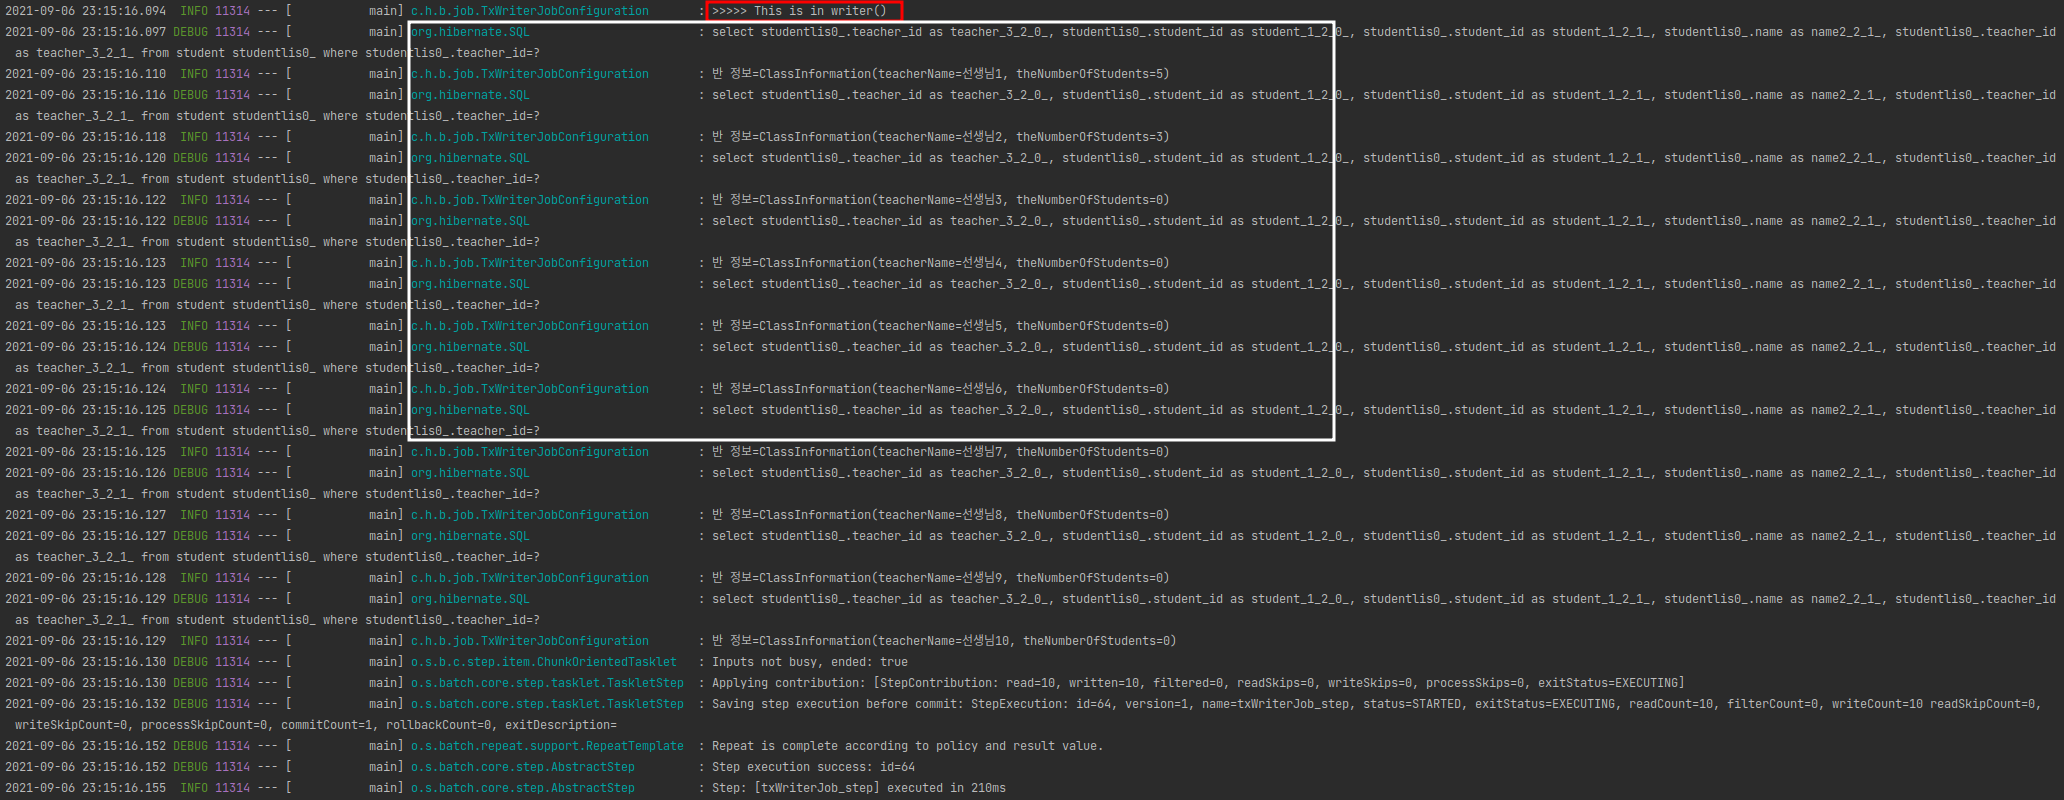 2021-09-06 23:15:16.094  INFO 11314 --- [           main] c.h.b.job.TxWriterJobConfiguration       : >>>>> This is in writer()
2021-09-06 23:15:16.097 DEBUG 11314 --- [           main] org.hibernate.SQL                        : select studentlis0_.teacher_id as teacher_3_2_0_, studentlis0_.student_id as student_1_2_0_, studentlis0_.student_id as student_1_2_1_, studentlis0_.name as name2_2_1_, studentlis0_.teacher_id
as teacher_3_2_1_ from student studentlis0_ where studentlis0_.teacher_id=?
2021-09-06 23:15:16.110  INFO 11314 --- [           main] c.h.b.job.TxWriterJobConfiguration       : 반 정보=ClassInformation(teacherName=선생님1, theNumberOfStudents=5)
2021-09-06 23:15:16.116 DEBUG 11314 --- [           main] org.hibernate.SQL                        : select studentlis0_.teacher_id as teacher_3_2_0_, studentlis0_.student_id as student_1_2_0_, studentlis0_.student_id as student_1_2_1_, studentlis0_.name as name2_2_1_, studentlis0_.teacher_id
as teacher_3_2_1_ from student studentlis0_ where studentlis0_.teacher_id=?
2021-09-06 23:15:16.118  INFO 11314 --- [           main] c.h.b.job.TxWriterJobConfiguration       : 반 정보=ClassInformation(teacherName=선생님2, theNumberOfStudents=3)
2021-09-06 23:15:16.120 DEBUG 11314 --- [           main] org.hibernate.SQL                        : select studentlis0_.teacher_id as teacher_3_2_0_, studentlis0_.student_id as student_1_2_0_, studentlis0_.student_id as student_1_2_1_, studentlis0_.name as name2_2_1_, studentlis0_.teacher_id
as teacher_3_2_1_ from student studentlis0_ where studentlis0_.teacher_id=?
2021-09-06 23:15:16.122  INFO 11314 --- [           main] c.h.b.job.TxWriterJobConfiguration       : 반 정보=ClassInformation(teacherName=선생님3, theNumberOfStudents=0)
2021-09-06 23:15:16.122 DEBUG 11314 --- [           main] org.hibernate.SQL                        : select studentlis0_.teacher_id as teacher_3_2_0_, studentlis0_.student_id as student_1_2_0_, studentlis0_.student_id as student_1_2_1_, studentlis0_.name as name2_2_1_, studentlis0_.teacher_id
as teacher_3_2_1_ from student studentlis0_ where studentlis0_.teacher_id=?
2021-09-06 23:15:16.123  INFO 11314 --- [           main] c.h.b.job.TxWriterJobConfiguration       : 반 정보=ClassInformation(teacherName=선생님4, theNumberOfStudents=0)
2021-09-06 23:15:16.123 DEBUG 11314 --- [           main] org.hibernate.SQL                        : select studentlis0_.teacher_id as teacher_3_2_0_, studentlis0_.student_id as student_1_2_0_, studentlis0_.student_id as student_1_2_1_, studentlis0_.name as name2_2_1_, studentlis0_.teacher_id
as teacher_3_2_1_ from student studentlis0_ where studentlis0_.teacher_id=?
2021-09-06 23:15:16.123  INFO 11314 --- [           main] c.h.b.job.TxWriterJobConfiguration       : 반 정보=ClassInformation(teacherName=선생님5, theNumberOfStudents=0)
2021-09-06 23:15:16.124 DEBUG 11314 --- [           main] org.hibernate.SQL                        : select studentlis0_.teacher_id as teacher_3_2_0_, studentlis0_.student_id as student_1_2_0_, studentlis0_.student_id as student_1_2_1_, studentlis0_.name as name2_2_1_, studentlis0_.teacher_id
as teacher_3_2_1_ from student studentlis0_ where studentlis0_.teacher_id=?
2021-09-06 23:15:16.124  INFO 11314 --- [           main] c.h.b.job.TxWriterJobConfiguration       : 반 정보=ClassInformation(teacherName=선생님6, theNumberOfStudents=0)
2021-09-06 23:15:16.125 DEBUG 11314 --- [           main] org.hibernate.SQL                        : select studentlis0_.teacher_id as teacher_3_2_0_, studentlis0_.student_id as student_1_2_0_, studentlis0_.student_id as student_1_2_1_, studentlis0_.name as name2_2_1_, studentlis0_.teacher_id
as teacher_3_2_1_ from student studentlis0_ where studentlis0_.teacher_id=?
2021-09-06 23:15:16.125  INFO 11314 --- [           main] c.h.b.job.TxWriterJobConfiguration       : 반 정보=ClassInformation(teacherName=선생님7, theNumberOfStudents=0)
2021-09-06 23:15:16.126 DEBUG 11314 --- [           main] org.hibernate.SQL                        : select studentlis0_.teacher_id as teacher_3_2_0_, studentlis0_.student_id as student_1_2_0_, studentlis0_.student_id as student_1_2_1_, studentlis0_.name as name2_2_1_, studentlis0_.teacher_id
as teacher_3_2_1_ from student studentlis0_ where studentlis0_.teacher_id=?
2021-09-06 23:15:16.127  INFO 11314 --- [           main] c.h.b.job.TxWriterJobConfiguration       : 반 정보=ClassInformation(teacherName=선생님8, theNumberOfStudents=0)
2021-09-06 23:15:16.127 DEBUG 11314 --- [           main] org.hibernate.SQL                        : select studentlis0_.teacher_id as teacher_3_2_0_, studentlis0_.student_id as student_1_2_0_, studentlis0_.student_id as student_1_2_1_, studentlis0_.name as name2_2_1_, studentlis0_.teacher_id
as teacher_3_2_1_ from student studentlis0_ where studentlis0_.teacher_id=?
2021-09-06 23:15:16.128  INFO 11314 --- [           main] c.h.b.job.TxWriterJobConfiguration       : 반 정보=ClassInformation(teacherName=선생님9, theNumberOfStudents=0)
2021-09-06 23:15:16.129 DEBUG 11314 --- [           main] org.hibernate.SQL                        : select studentlis0_.teacher_id as teacher_3_2_0_, studentlis0_.student_id as student_1_2_0_, studentlis0_.student_id as student_1_2_1_, studentlis0_.name as name2_2_1_, studentlis0_.teacher_id
as teacher_3_2_1_ from student studentlis0_ where studentlis0_.teacher_id=?
2021-09-06 23:15:16.129  INFO 11314 --- [           main] c.h.b.job.TxWriterJobConfiguration       : 반 정보=ClassInformation(teacherName=선생님10, theNumberOfStudents=0)
2021-09-06 23:15:16.130 DEBUG 11314 --- [           main] o.s.b.c.step.item.ChunkOrientedTasklet   : Inputs not busy, ended: true
2021-09-06 23:15:16.130 DEBUG 11314 --- [           main] o.s.batch.core.step.tasklet.TaskletStep  : Applying contribution: [StepContribution: read=10, written=10, filtered=0, readSkips=0, writeSkips=0, processSkips=0, exitStatus=EXECUTING]
2021-09-06 23:15:16.132 DEBUG 11314 --- [           main] o.s.batch.core.step.tasklet.TaskletStep  : Saving step execution before commit: StepExecution: id=64, version=1, name=txWriterJob_step, status=STARTED, exitStatus=EXECUTING, readCount=10, filterCount=0, writeCount=10 readSkipCount=0,
writeSkipCount=0, processSkipCount=0, commitCount=1, rollbackCount=0, exitDescription=
2021-09-06 23:15:16.152 DEBUG 11314 --- [           main] o.s.batch.repeat.support.RepeatTemplate  : Repeat is complete according to policy and result value.
2021-09-06 23:15:16.152 DEBUG 11314 --- [           main] o.s.batch.core.step.AbstractStep         : Step execution success: id=64
2021-09-06 23:15:16.155  INFO 11314 --- [           main] o.s.batch.core.step.AbstractStep         : Step: [txWriterJob_step] executed in 210ms